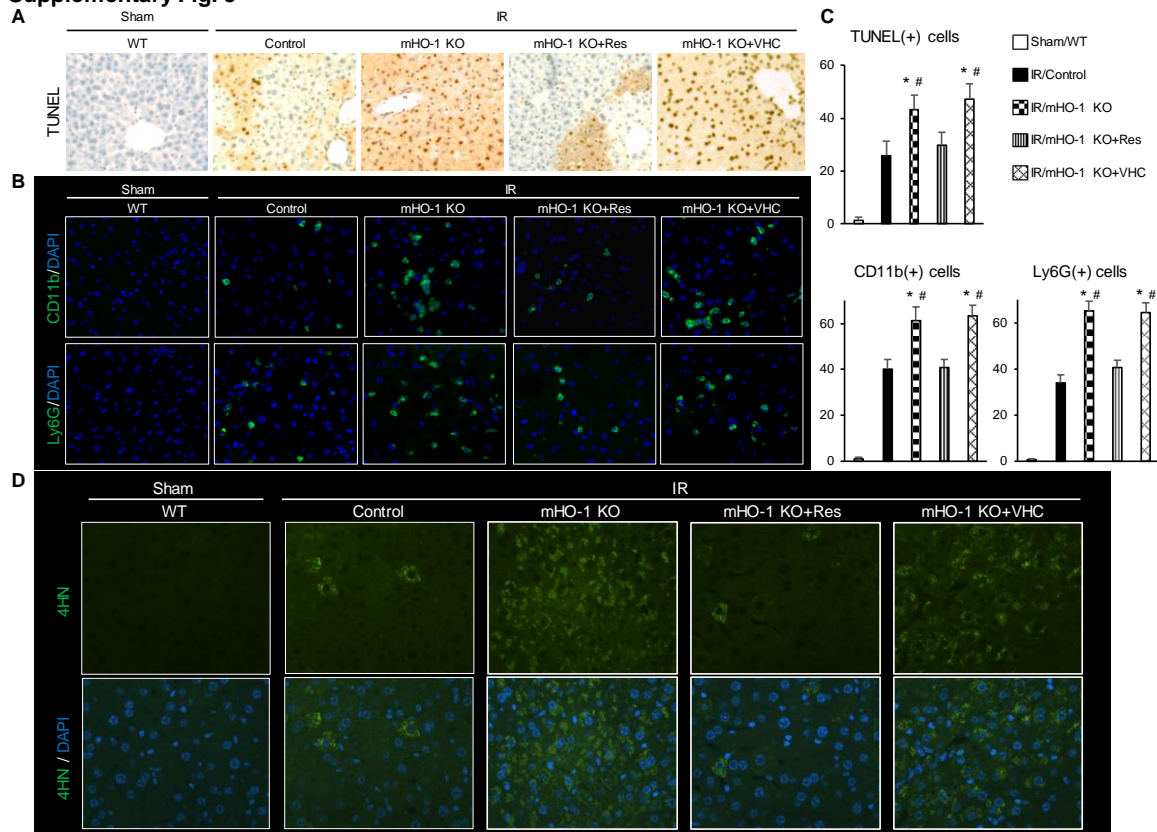 A
Sham
IR
WT
Control
mHO-1 KO
mHO-1 KO+Res
mHO-1 KO+VHC
TUNEL
B
Sham
IR
WT
Control
mHO-1 KO
mHO-1 KO+Res
mHO-1 KO+VHC
CD11b/DAPI
Ly6G/DAPI
C
TUNEL(+) cells
60
40
20
0
* #
* #
Sham/WT
IR/Control
IR/mHO-1 KO
IR/mHO-1 KO+Res
IR/mHO-1 KO+VHC
CD11b(+) cells
60
40
20
0
* #
* #
Ly6G(+) cells
60
40
20
0
* #
* #
D
Sham
IR
WT
Control
mHO-1 KO
mHO-1 KO+Res
mHO-1 KO+VHC
4HN
4HN / DAPI